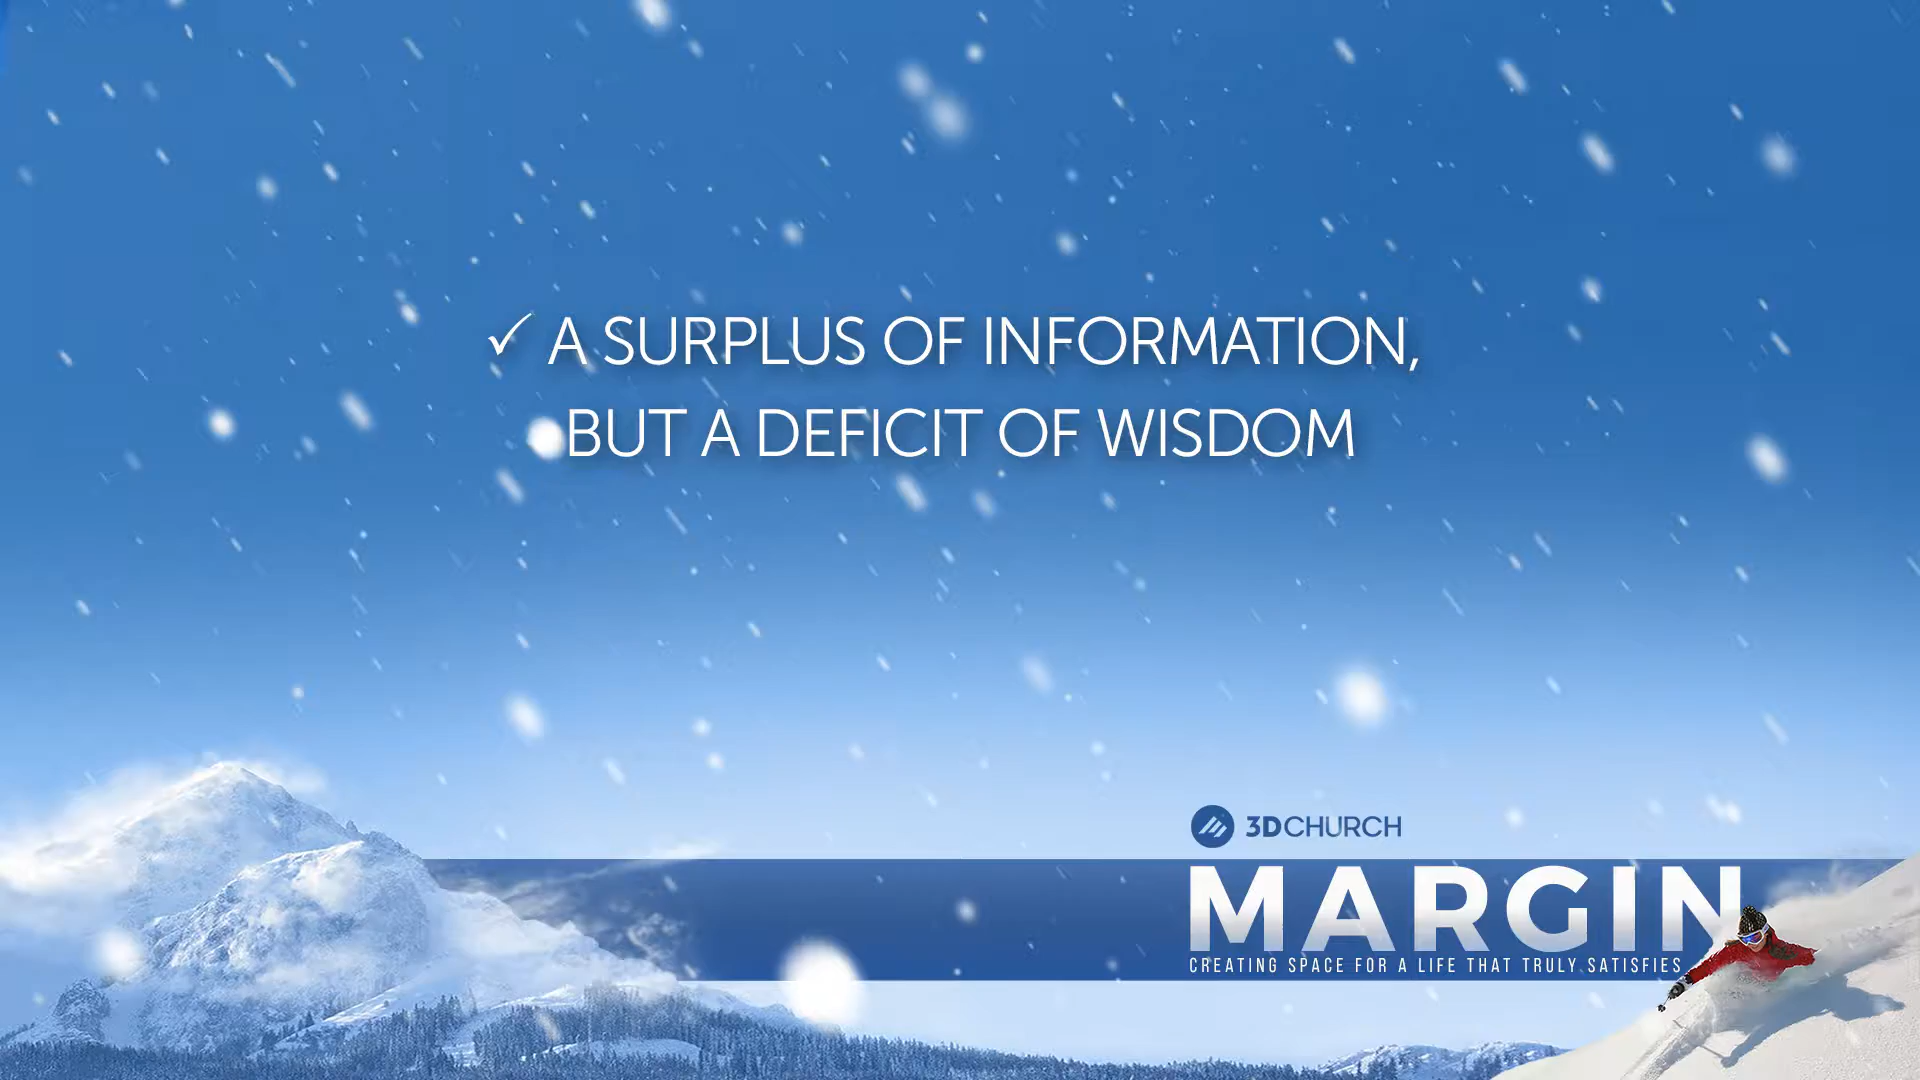 ✓ A SURPLUS OF INFORMATION,
BUT A DEFICIT OF WISDOM
3DCHURCH
MARGIN
CREATING SPACE FOR A LIFE THAT TRULY SATISFIES